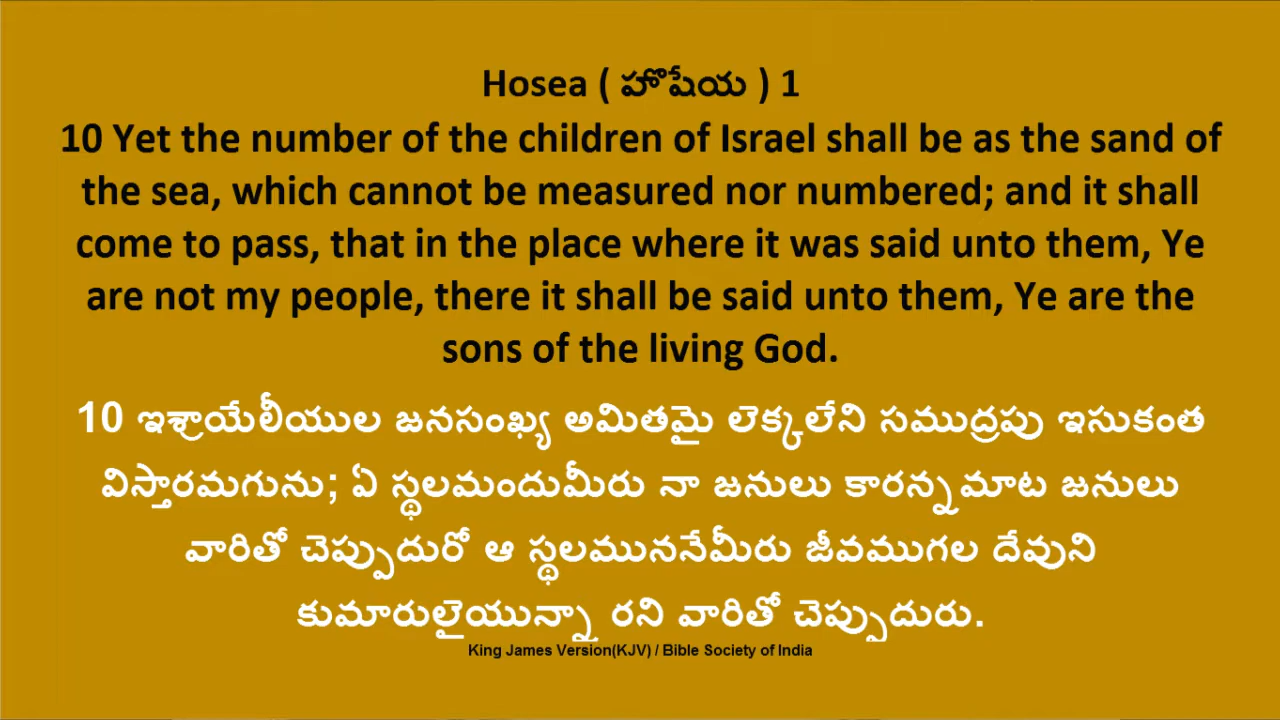 Hosea ( హొషేయ ) 1
10 Yet the number of the children of Israel shall be as the sand of
the sea, which cannot be measured nor numbered; and it shall
come to pass, that in the place where it was said unto them, Ye
are not my people, there it shall be said unto them, Ye are the
sons of the living God.
10 ఇశ్రాయేలీయుల జనసంఖ్య అమితమై లెక్కలేని సముద్రపు ఇసుకంత
విస్తారమగును; ఏ స్థలమందుమీరు నా జనులు కారన్నమాట జనులు
వారితో చెప్పుదురో ఆ స్థలముననేమీరు జీవముగల దేవుని
కుమారులైయున్నా రని వారితో చెప్పుదురు.
King James Version(KJV) / Bible Society of India